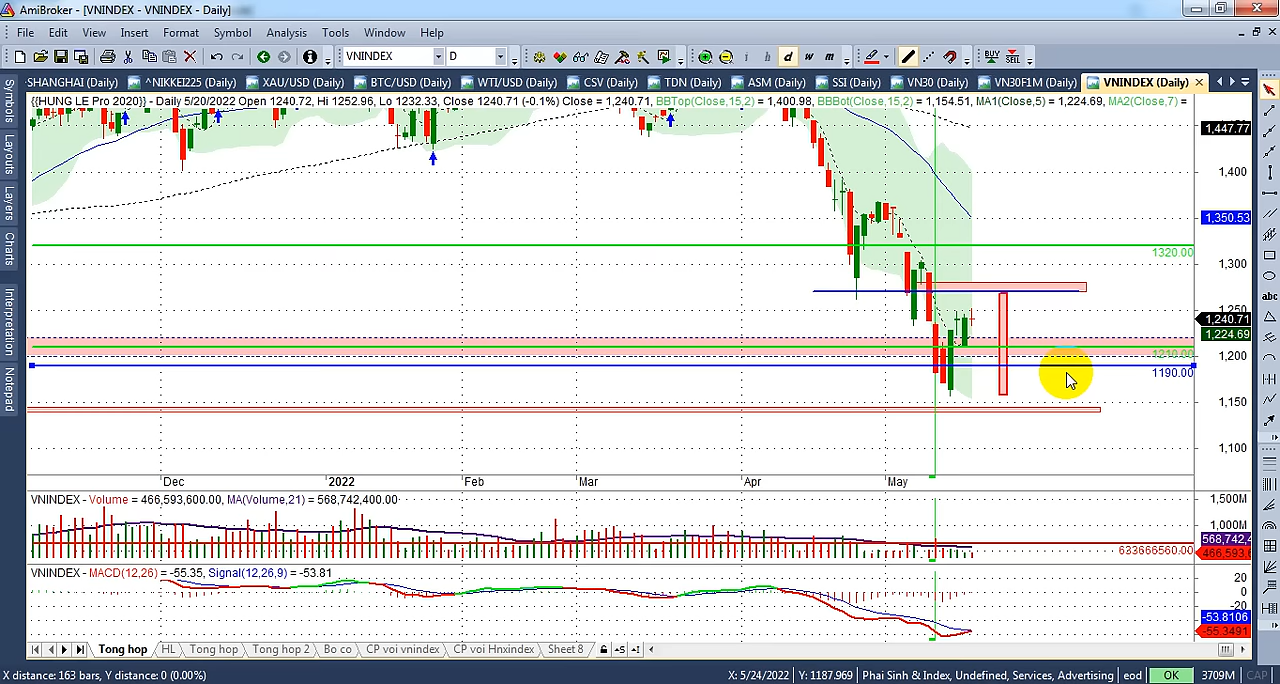 AmiBroker - [VNINDEX - VNINDEX - Daily]
File Edit View Insert Format Symbol Analysis Tools Window Help
VNINDEX D i h d w m BUY SELL
SHANGHAI (Daily) ^NIKKEI225 (Daily) XAU/USD (Daily) BTC/USD (Daily) WTI/USD (Daily) CSV (Daily) TDN (Daily) ASM (Daily) SSI (Daily) VN30 (Daily) VN30F1M (Daily) VNINDEX (Daily)
{{HUNG LE Pro 2020}} - Daily 5/20/2022 Open 1240.72, Hi 1252.96, Lo 1232.33, Close 1240.71 (-0.1%) Close = 1,240.71, BBTop(Close,15,2) = 1,400.98, BBBot(Close,15,2) = 1,154.51, MA1(Close,5) = 1,224.69, MA2(Close,7) =
Symbols
Layouts
Layers
Charts
Interpretation
Notepad
1,447.77
1,400
1,350.53
1320.00
1,300
1,250
1,240.71
1,224.69
1210.00
1,200
1190.00
1,150
1,100
abc
Dec 2022 Feb Mar Apr May
VNINDEX - Volume = 466,593,600.00, MA(Volume,21) = 568,742,400.00
1,500M
1,000M
568,742,4
633666560.00
466,593,6
VNINDEX - MACD(12,26) = -55.35, Signal(12,26,9) = -53.81
20
0
-20
-53.8106
-55.3491
Tong hop HL Tong hop Tong hop 2 Bo co CP voi vnindex CP voi Hnxindex Sheet 8
X distance: 163 bars, Y distance: 0 (0.00%) X: 5/24/2022 Y: 1187.969 Phai Sinh & Index, Undefined, Services, Advertising eod OK 3709M CAP